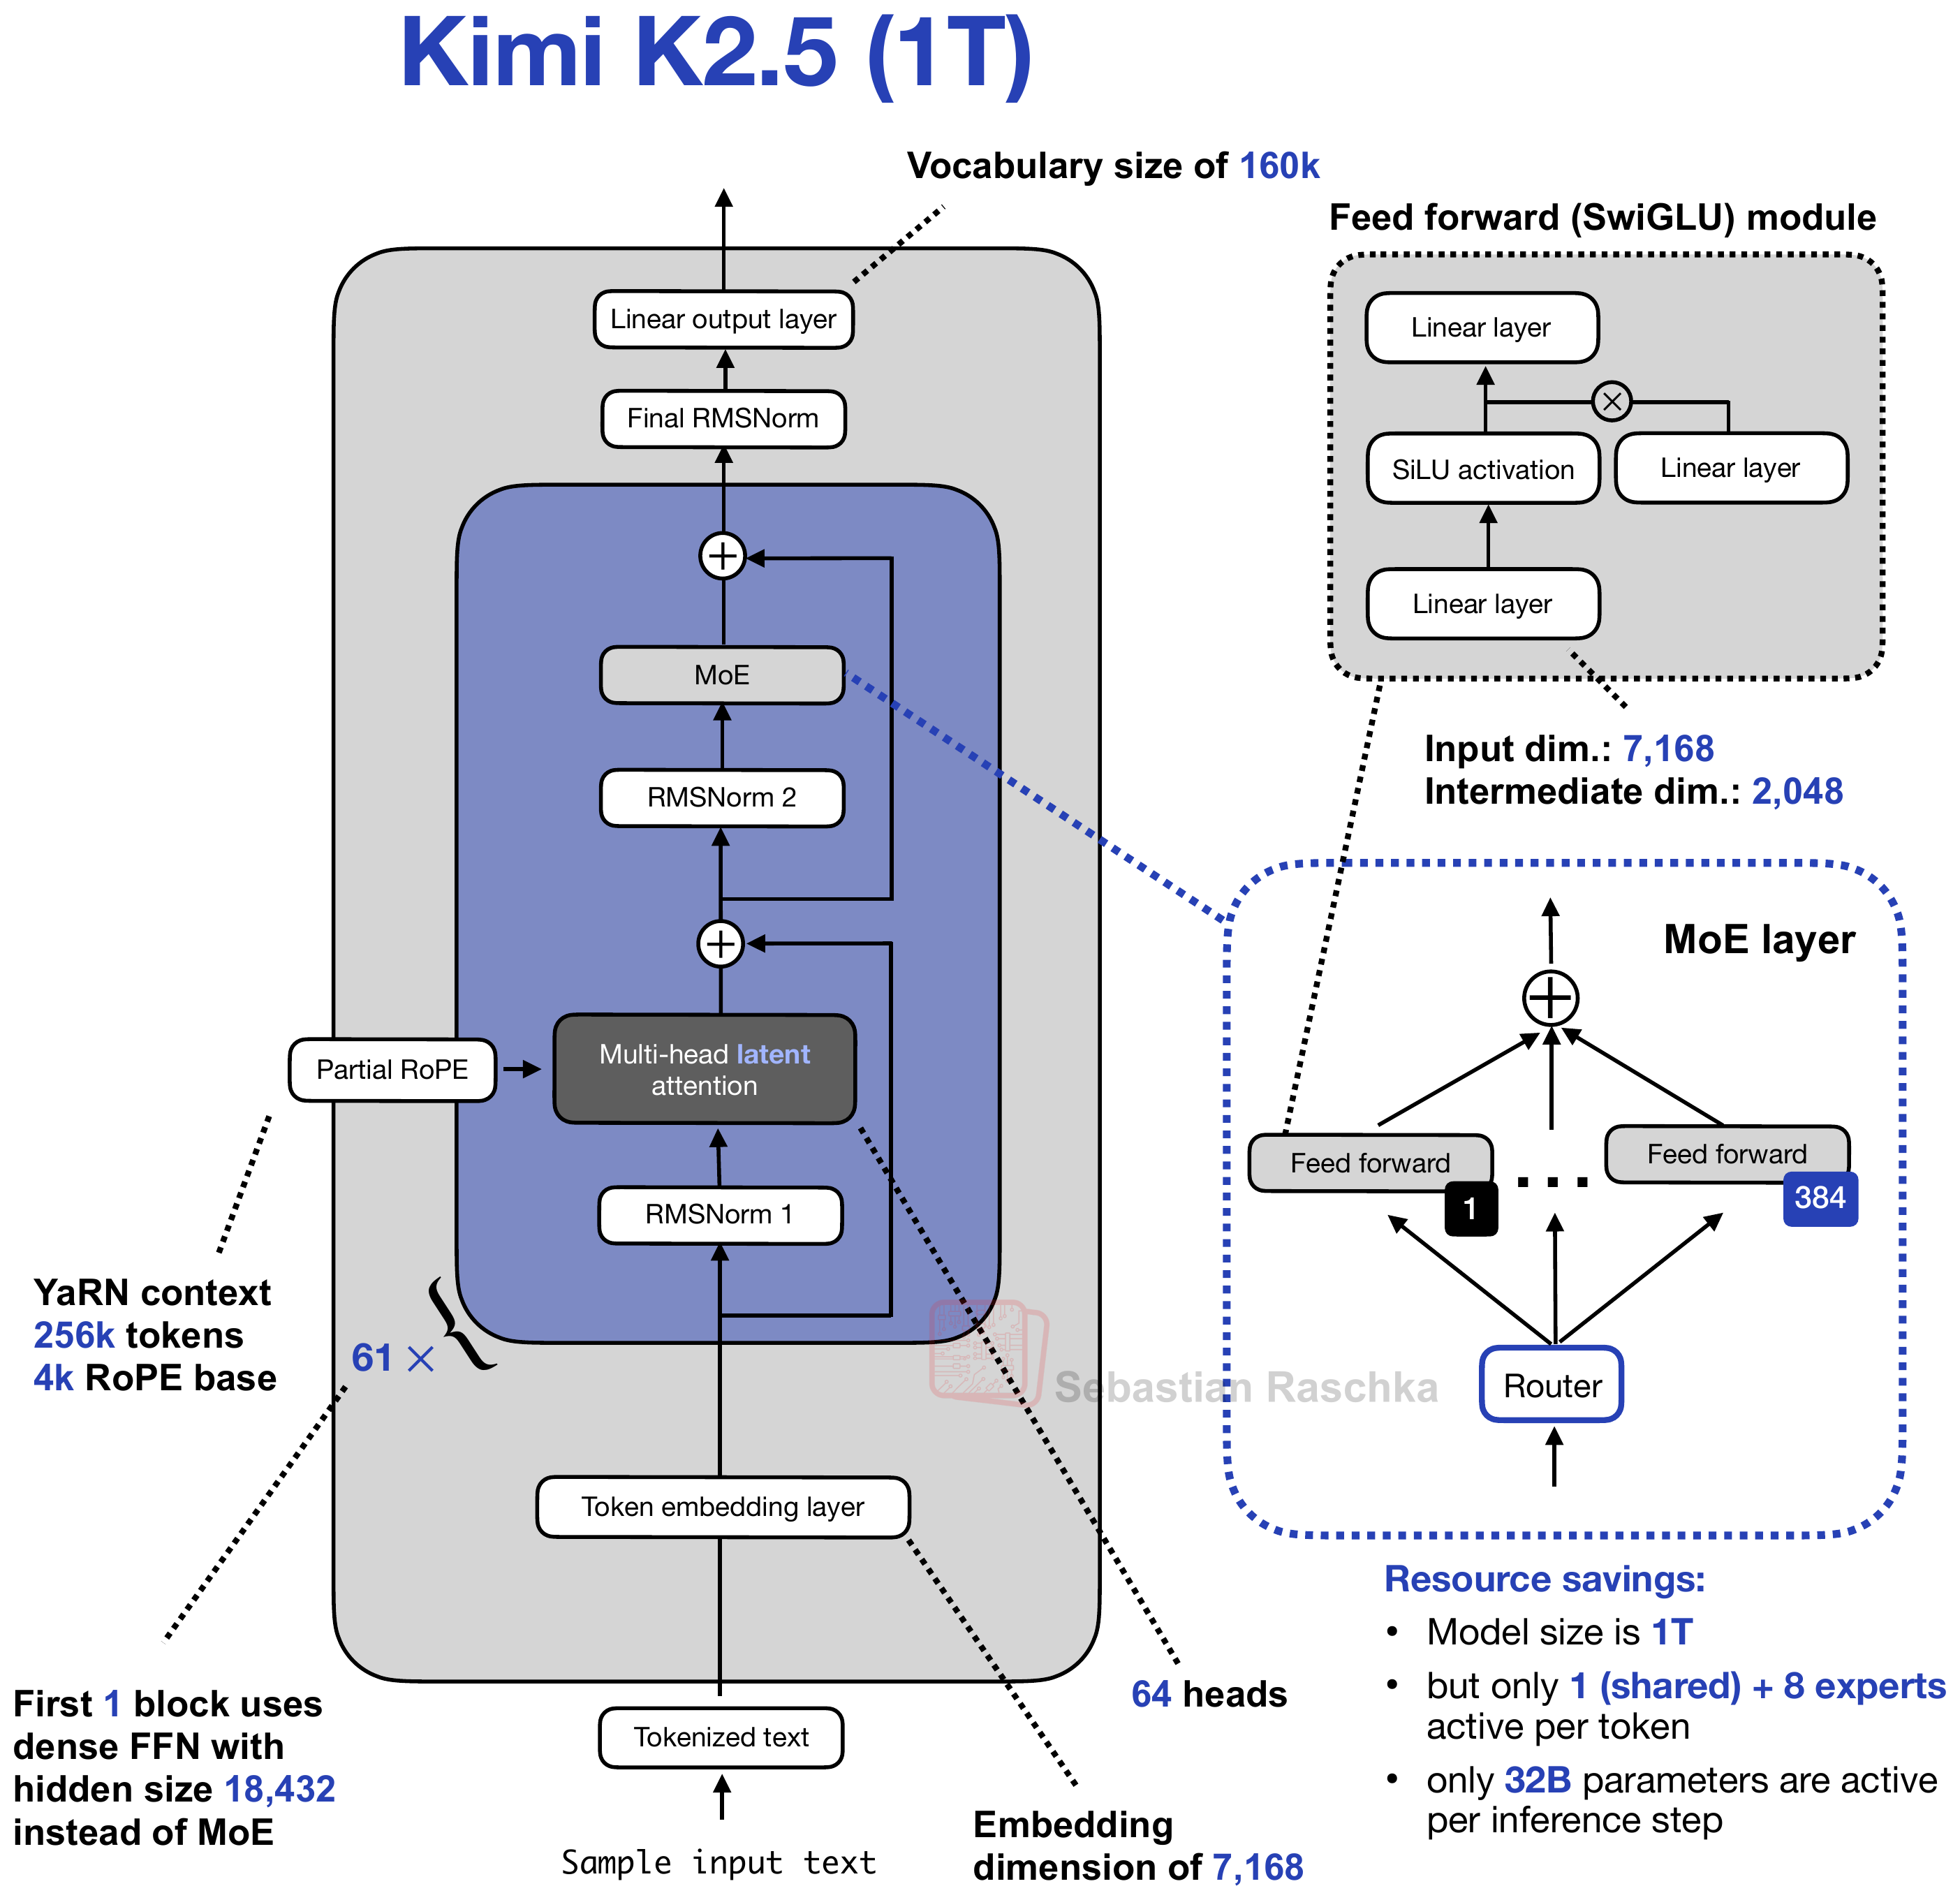 Kimi K2.5 (1T)
Vocabulary size of 160k
Feed forward (SwiGLU) module
Linear output layer
Linear layer
Final RMSNorm
SiLU activation
Linear layer
Linear layer
MoE
Input dim.: 7,168
Intermediate dim.: 2,048
RMSNorm 2
MoE layer
Multi-head latent
attention
Partial RoPE
Feed forward
1
...
Feed forward
384
RMSNorm 1
YaRN context
256k tokens
4k RoPE base
61 ×
Sebastian Raschka
Router
Token embedding layer
Resource savings:
• Model size is 1T
• but only 1 (shared) + 8 experts
active per token
• only 32B parameters are active
per inference step
64 heads
First 1 block uses
dense FFN with
hidden size 18,432
instead of MoE
Tokenized text
Sample input text
Embedding
dimension of 7,168